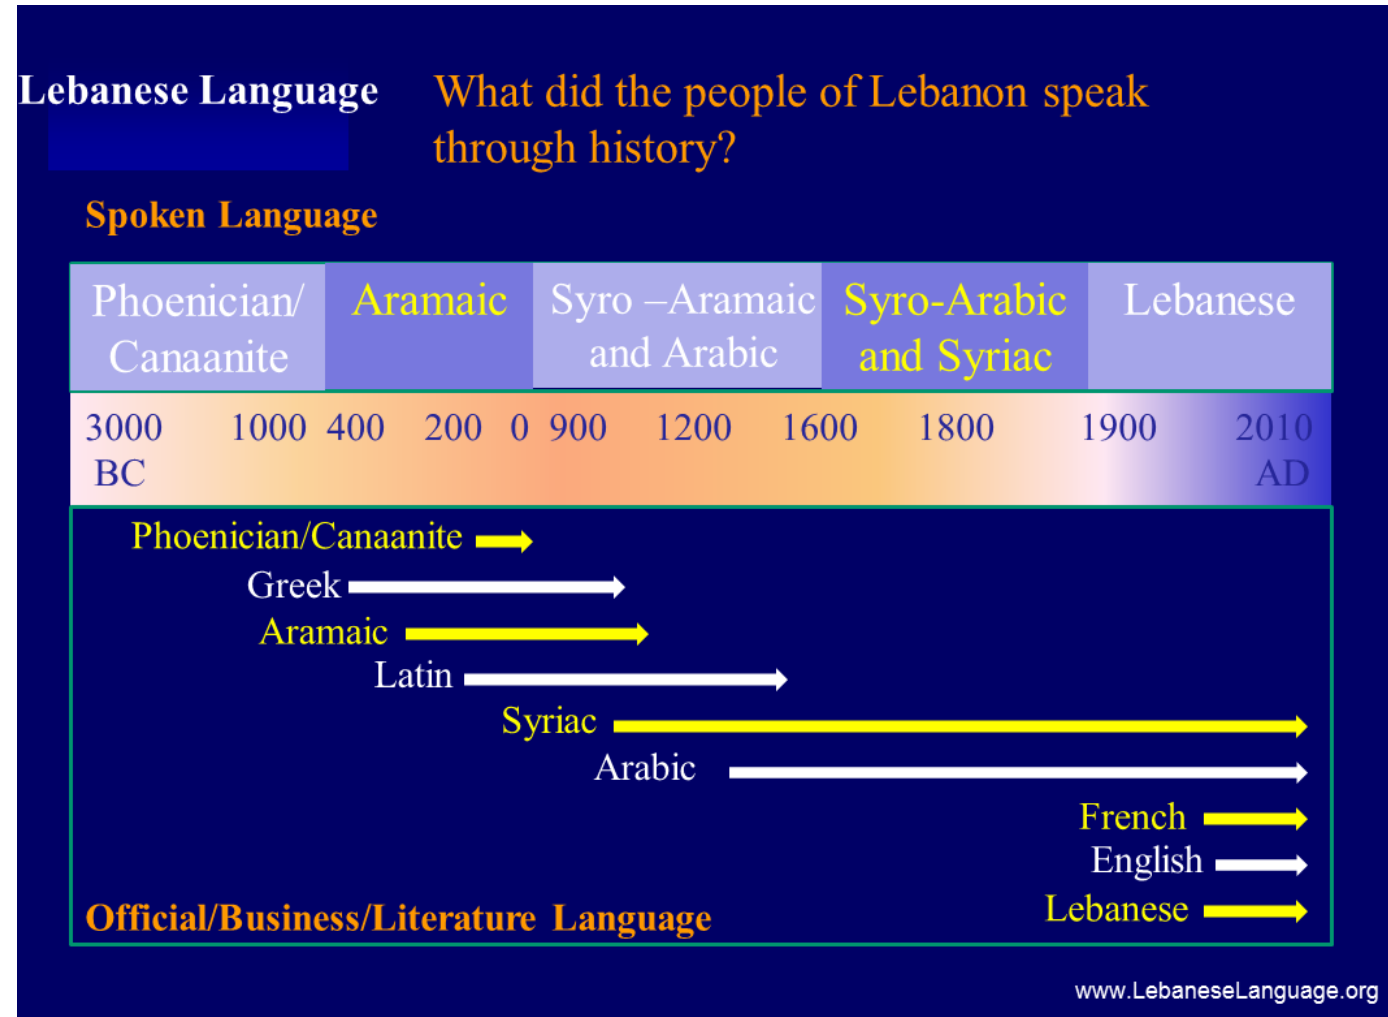 Lebanese Language
What did the people of Lebanon speak
through history?
Spoken Language
Phoenician/
Canaanite
Aramaic
Syro –Aramaic
and Arabic
Syro-Arabic
and Syriac
Lebanese
3000 1000 400 200 0 900 1200 1600 1800 1900 2010
BC AD
Phoenician/Canaanite
Greek
Aramaic
Latin
Syriac
Arabic
French
English
Lebanese
Official/Business/Literature Language
www.LebaneseLanguage.org